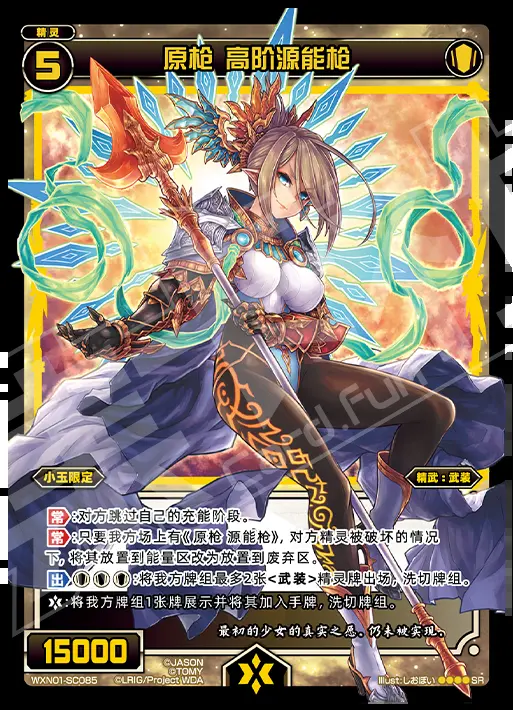 精灵
5
原枪 高阶源能枪
小玉限定
精武：武装
常:对方跳过自己的充能阶段。
常:只要我方场上有《原枪 源能枪》, 对方精灵被破坏的情况
下, 将其放置到能量区改为放置到废弃区。
出:将我方牌组最多2张<武装>精灵牌出场, 洗切牌组。
:将我方牌组1张牌展示并将其加入手牌, 洗切牌组。
最初的少女的真实之愿。仍未被实现。
15000
©JASON
©TOMY
WXN01-SC085 ©LRIG/Project WDA
Illust:しおぼい SR